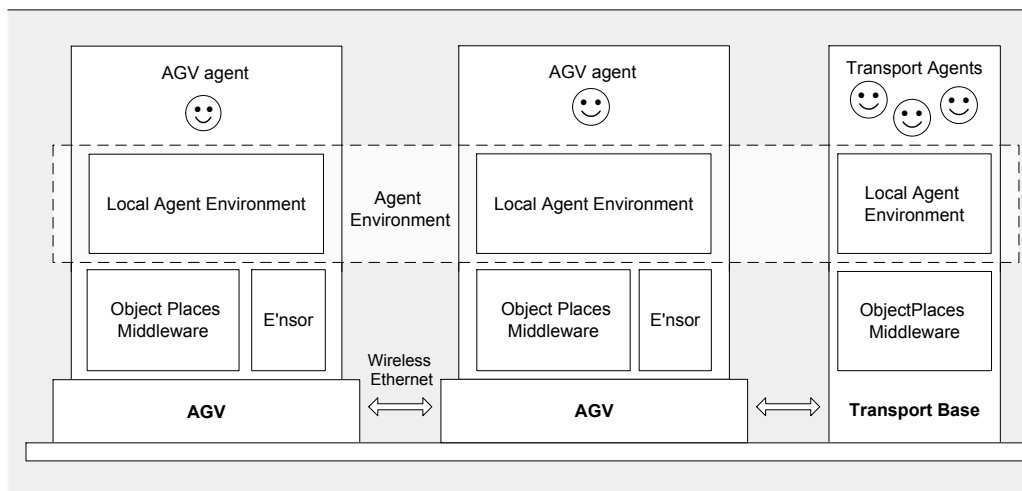 AGV agent
AGV agent
Transport Agents
Local Agent Environment
Agent
Environment
Local Agent Environment
Local Agent
Environment
Object Places
Middleware
E'nsor
Object Places
Middleware
E'nsor
ObjectPlaces
Middleware
Wireless
Ethernet
AGV
AGV
Transport Base